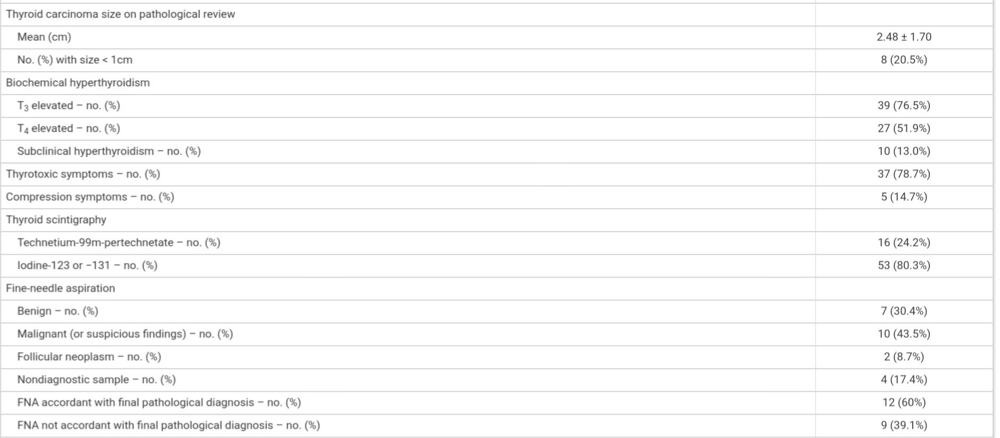 Thyroid carcinoma size on pathological review
Mean (cm) 2.48 ± 1.70
No. (%) with size < 1cm 8 (20.5%)
Biochemical hyperthyroidism
T3 elevated – no. (%) 39 (76.5%)
T4 elevated – no. (%) 27 (51.9%)
Subclinical hyperthyroidism – no. (%) 10 (13.0%)
Thyrotoxic symptoms – no. (%) 37 (78.7%)
Compression symptoms – no. (%) 5 (14.7%)
Thyroid scintigraphy
Technetium-99m-pertechnetate – no. (%) 16 (24.2%)
Iodine-123 or –131 – no. (%) 53 (80.3%)
Fine-needle aspiration
Benign – no. (%) 7 (30.4%)
Malignant (or suspicious findings) – no. (%) 10 (43.5%)
Follicular neoplasm – no. (%) 2 (8.7%)
Nondiagnostic sample – no. (%) 4 (17.4%)
FNA accordant with final pathological diagnosis – no. (%) 12 (60%)
FNA not accordant with final pathological diagnosis – no. (%) 9 (39.1%)